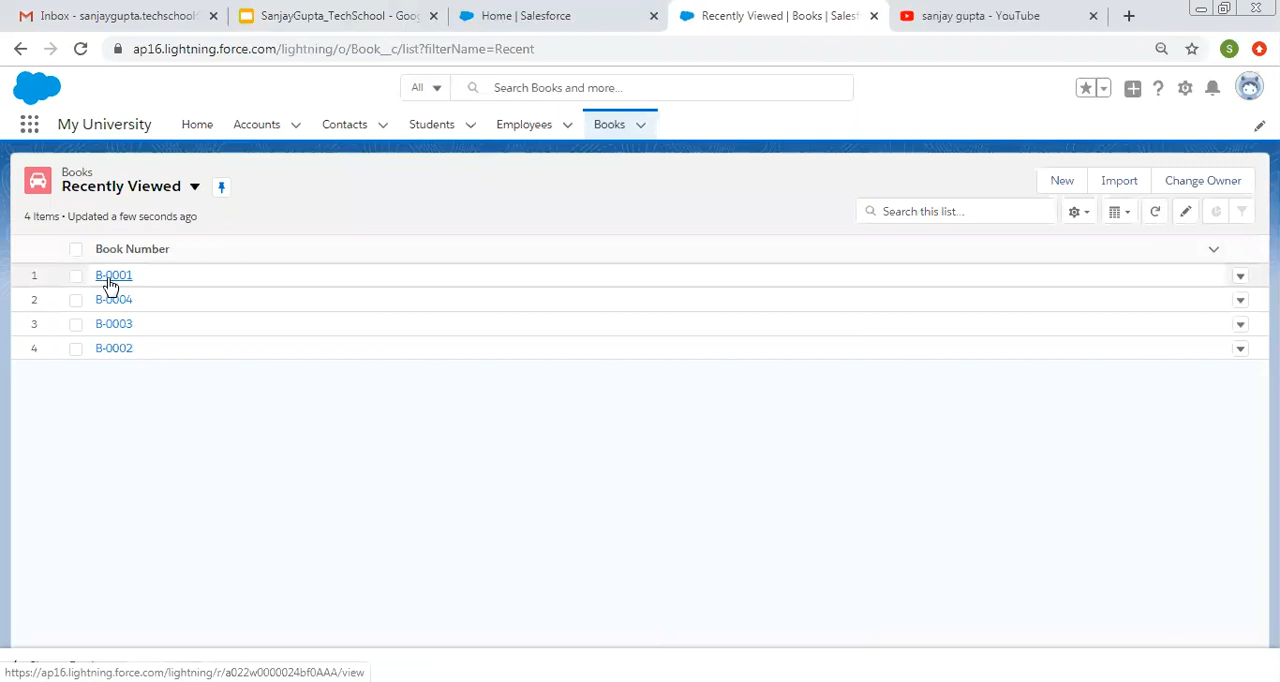 Inbox - sanjaygupta.techschool
SanjayGupta_TechSchool - Goo
Home | Salesforce
Recently Viewed | Books | Salesf
sanjay gupta - YouTube
ap16.lightning.force.com/lightning/o/Book__c/list?filterName=Recent
S
All
Search Books and more...
My University
Home
Accounts
Contacts
Students
Employees
Books
Books
Recently Viewed
New
Import
Change Owner
4 Items • Updated a few seconds ago
Search this list...
Book Number
1 B-0001
2 B-0004
3 B-0003
4 B-0002
https://ap16.lightning.force.com/lightning/r/a022w0000024bf0AAA/view